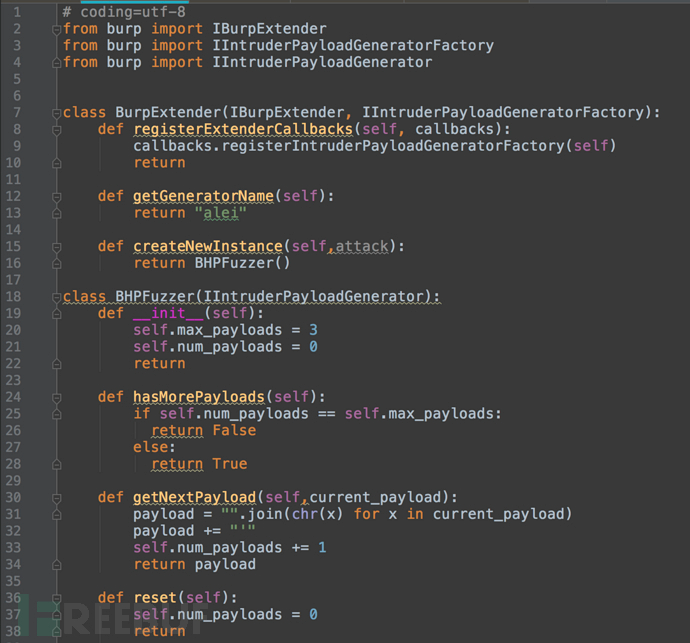 1 # coding=utf-8
2 from burp import IBurpExtender
3 from burp import IIntruderPayloadGeneratorFactory
4 from burp import IIntruderPayloadGenerator
5
6
7 class BurpExtender(IBurpExtender, IIntruderPayloadGeneratorFactory):
8     def registerExtenderCallbacks(self, callbacks):
9         callbacks.registerIntruderPayloadGeneratorFactory(self)
10         return
11
12     def getGeneratorName(self):
13         return "alei"
14
15     def createNewInstance(self,attack):
16         return BHPFuzzer()
17
18 class BHPFuzzer(IIntruderPayloadGenerator):
19     def __init__(self):
20         self.max_payloads = 3
21         self.num_payloads = 0
22         return
23
24     def hasMorePayloads(self):
25         if self.num_payloads == self.max_payloads:
26           return False
27         else:
28           return True
29
30     def getNextPayload(self,current_payload):
31         payload = "".join(chr(x) for x in current_payload)
32         payload += "'"
33         self.num_payloads += 1
34         return payload
35
36     def reset(self):
37         self.num_payloads = 0
38         return
FREEBUF